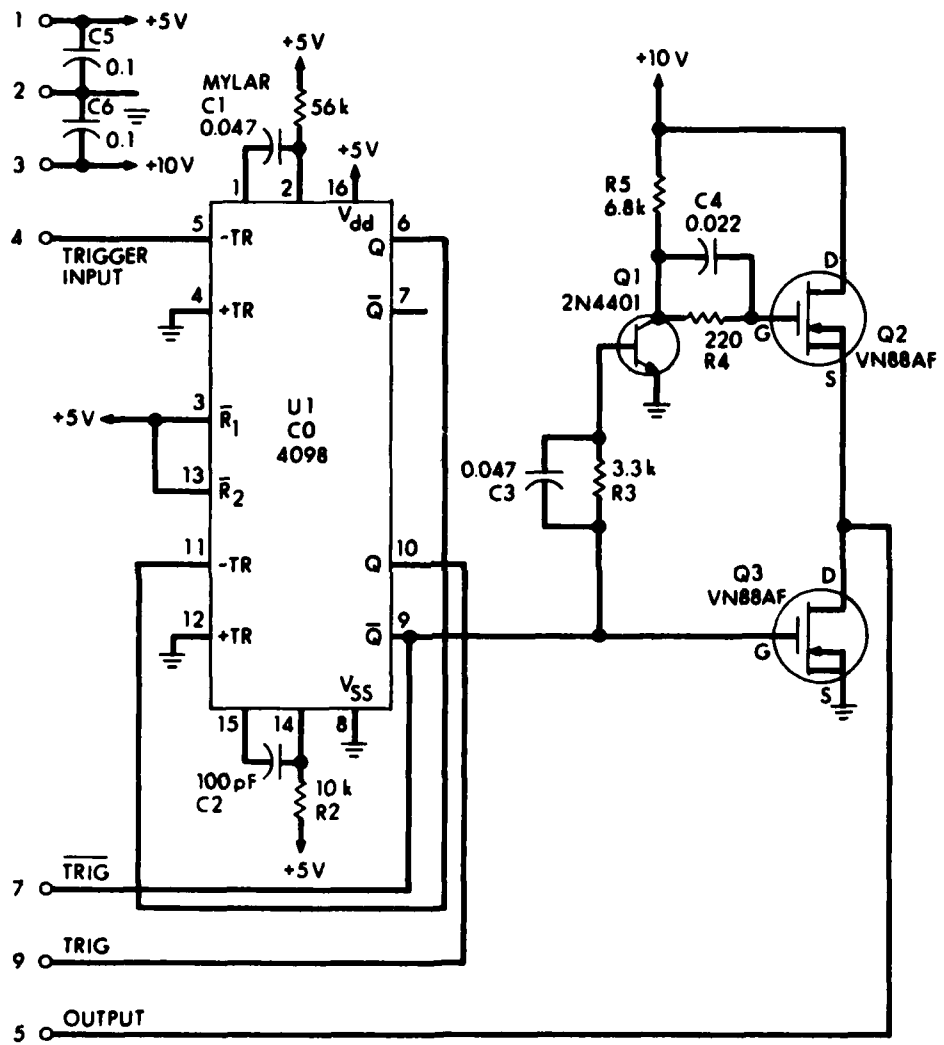 1
+5V
C5
0.1
2
C6
0.1
3
+10V
4
TRIGGER
INPUT
MYLAR
C1
0.047
+5V
56k
+5V
1
2
16
Vdd
5
-TR
6
Q
4
+TR
7
Q̅
+5V
3
R̅1
U1
CO
4098
13
R̅2
11
-TR
10
Q
12
+TR
9
Q̅
VSS
15
14
8
100pF
C2
10k
R2
+5V
+10V
R5
6.8k
C4
0.022
Q1
2N4401
220
R4
D
G
S
Q2
VN88AF
0.047
C3
3.3k
R3
Q3
VN88AF
D
G
S
7
T̅R̅I̅G̅
9
TRIG
5
OUTPUT